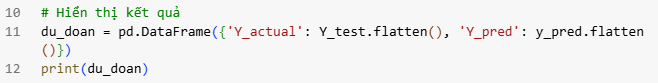 10 # Hiển thị kết quả
11 du_doan = pd.DataFrame({'Y_actual': Y_test.flatten(), 'Y_pred': y_pred.flatten
()})
12 print(du_doan)